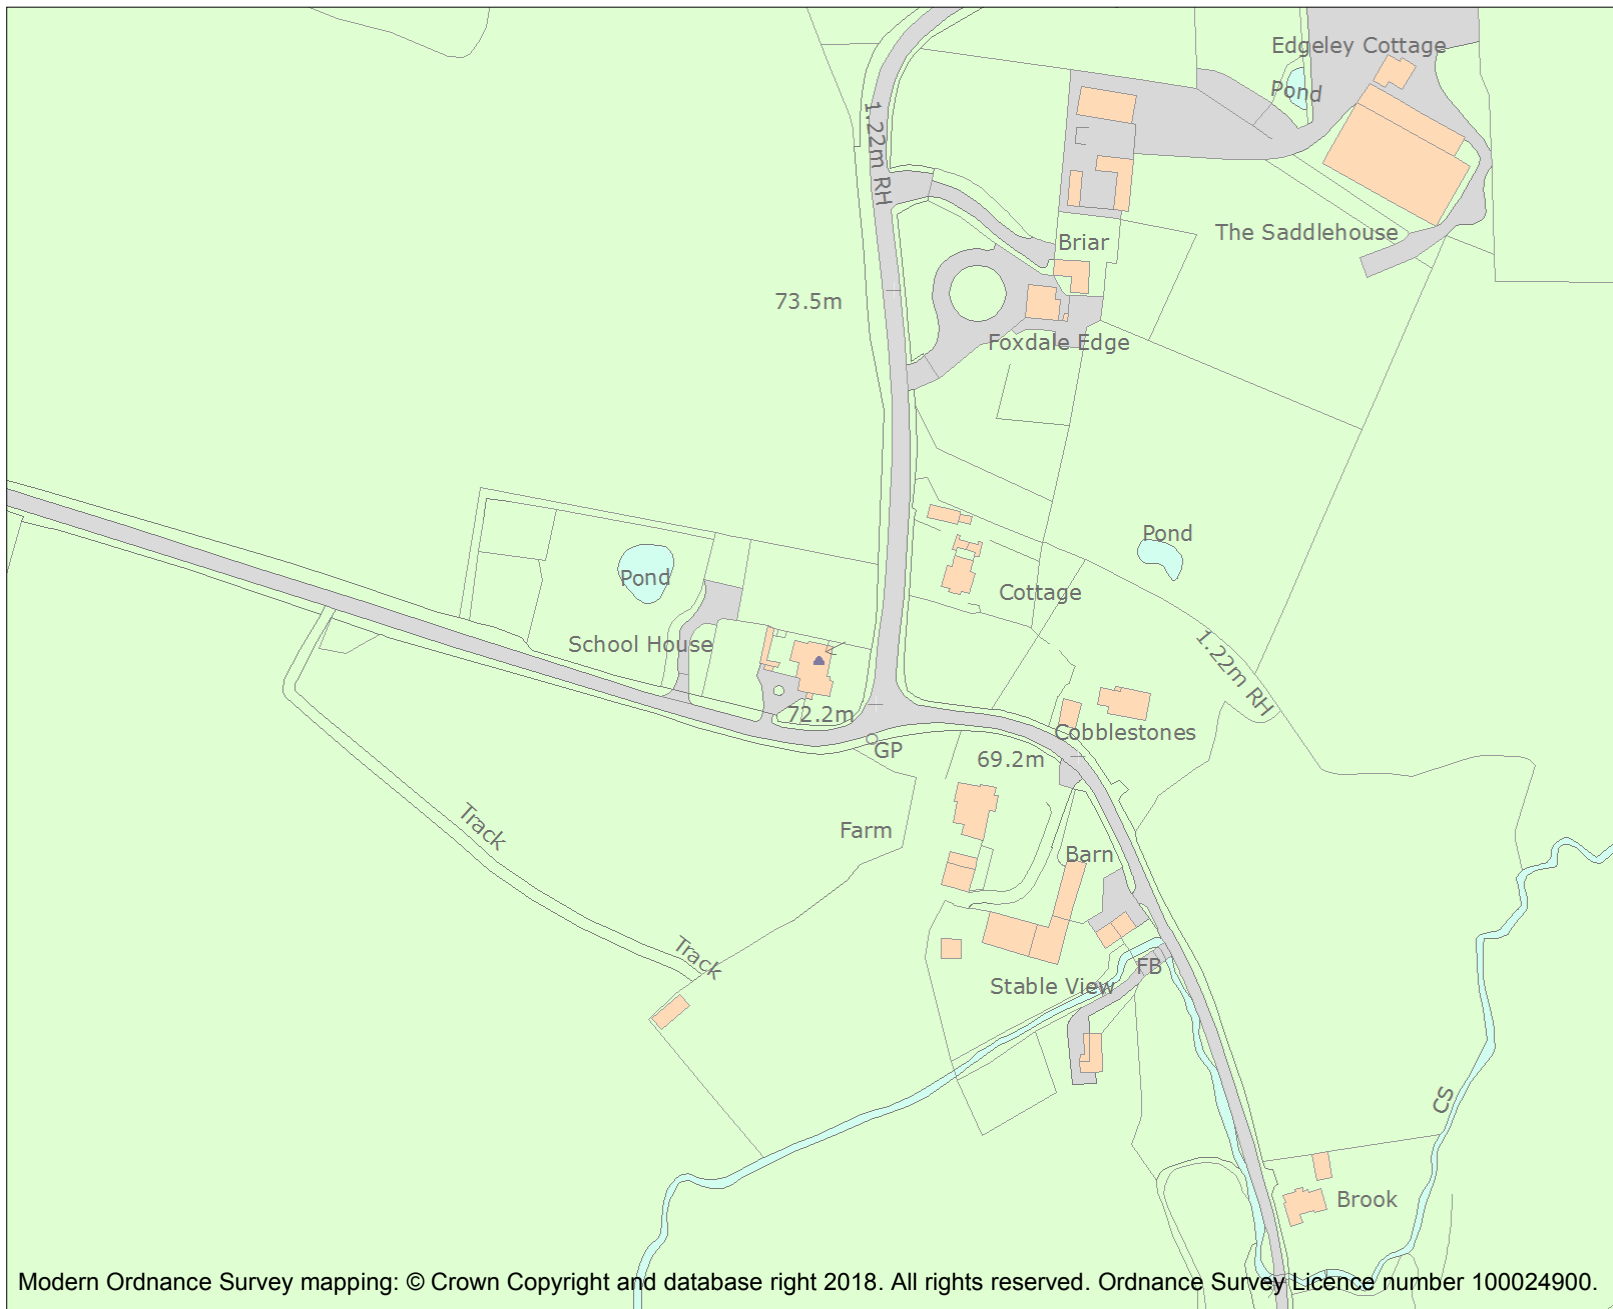 Edgeley Cottage
Pond
1.22m RH
The Saddlehouse
Briar
73.5m
Foxdale Edge
Pond
Pond
Cottage
School House
1.22m RH
72.2m
Cobblestones
GP
69.2m
Track
Farm
Barn
Track
FB
Stable View
CS
Brook
Modern Ordnance Survey mapping: © Crown Copyright and database right 2018. All rights reserved. Ordnance Survey Licence number 100024900.